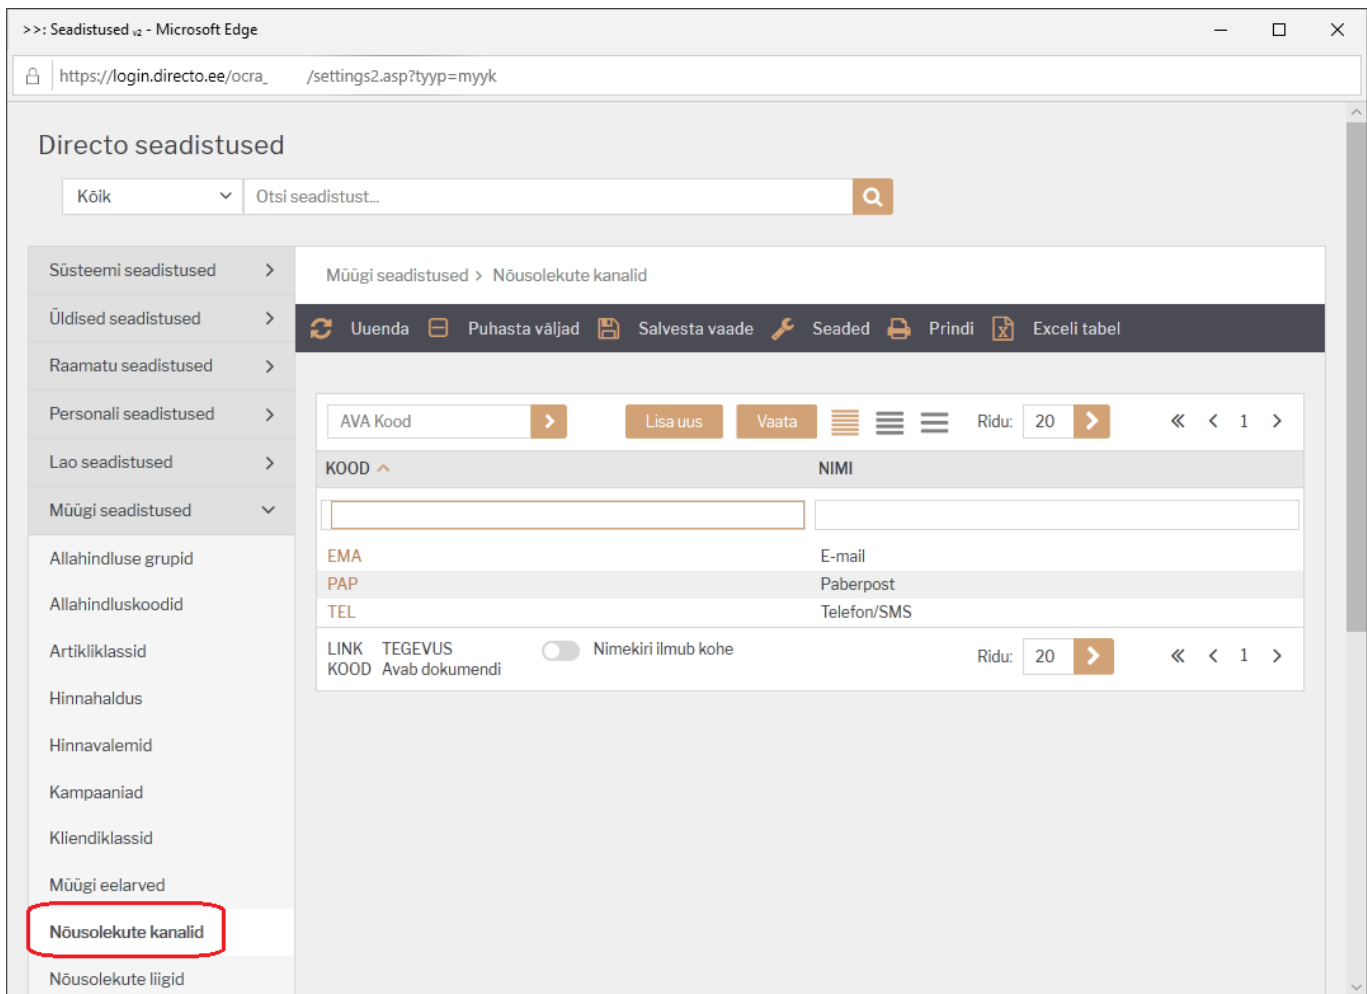 >>: Seadistused v2 - Microsoft Edge
https://login.directo.ee/ocra_ /settings2.asp?tyyp=myyk
Directo seadistused
Kõik Otsi seadistust...
Süsteemi seadistused
Üldised seadistused
Raamatu seadistused
Personali seadistused
Lao seadistused
Müügi seadistused
Allahindluse grupid
Allahindluskoodid
Artikliklassid
Hinnahaldus
Hinnavalemid
Kampaaniad
Kliendiklassid
Müügi eelarved
Nõusolekute kanalid
Nõusolekute liigid
Müügi seadistused > Nõusolekute kanalid
Uuenda Puhasta väljad Salvesta vaade Seaded Prindi Exceli tabel
AVA Kood Lisa uus Vaata Ridu: 20 1
KOOD NIMI
EMA E-mail
PAP Paberpost
TEL Telefon/SMS
LINK TEGEVUS Nimekiri ilmub kohe Ridu: 20 1
KOOD Avab dokumendi